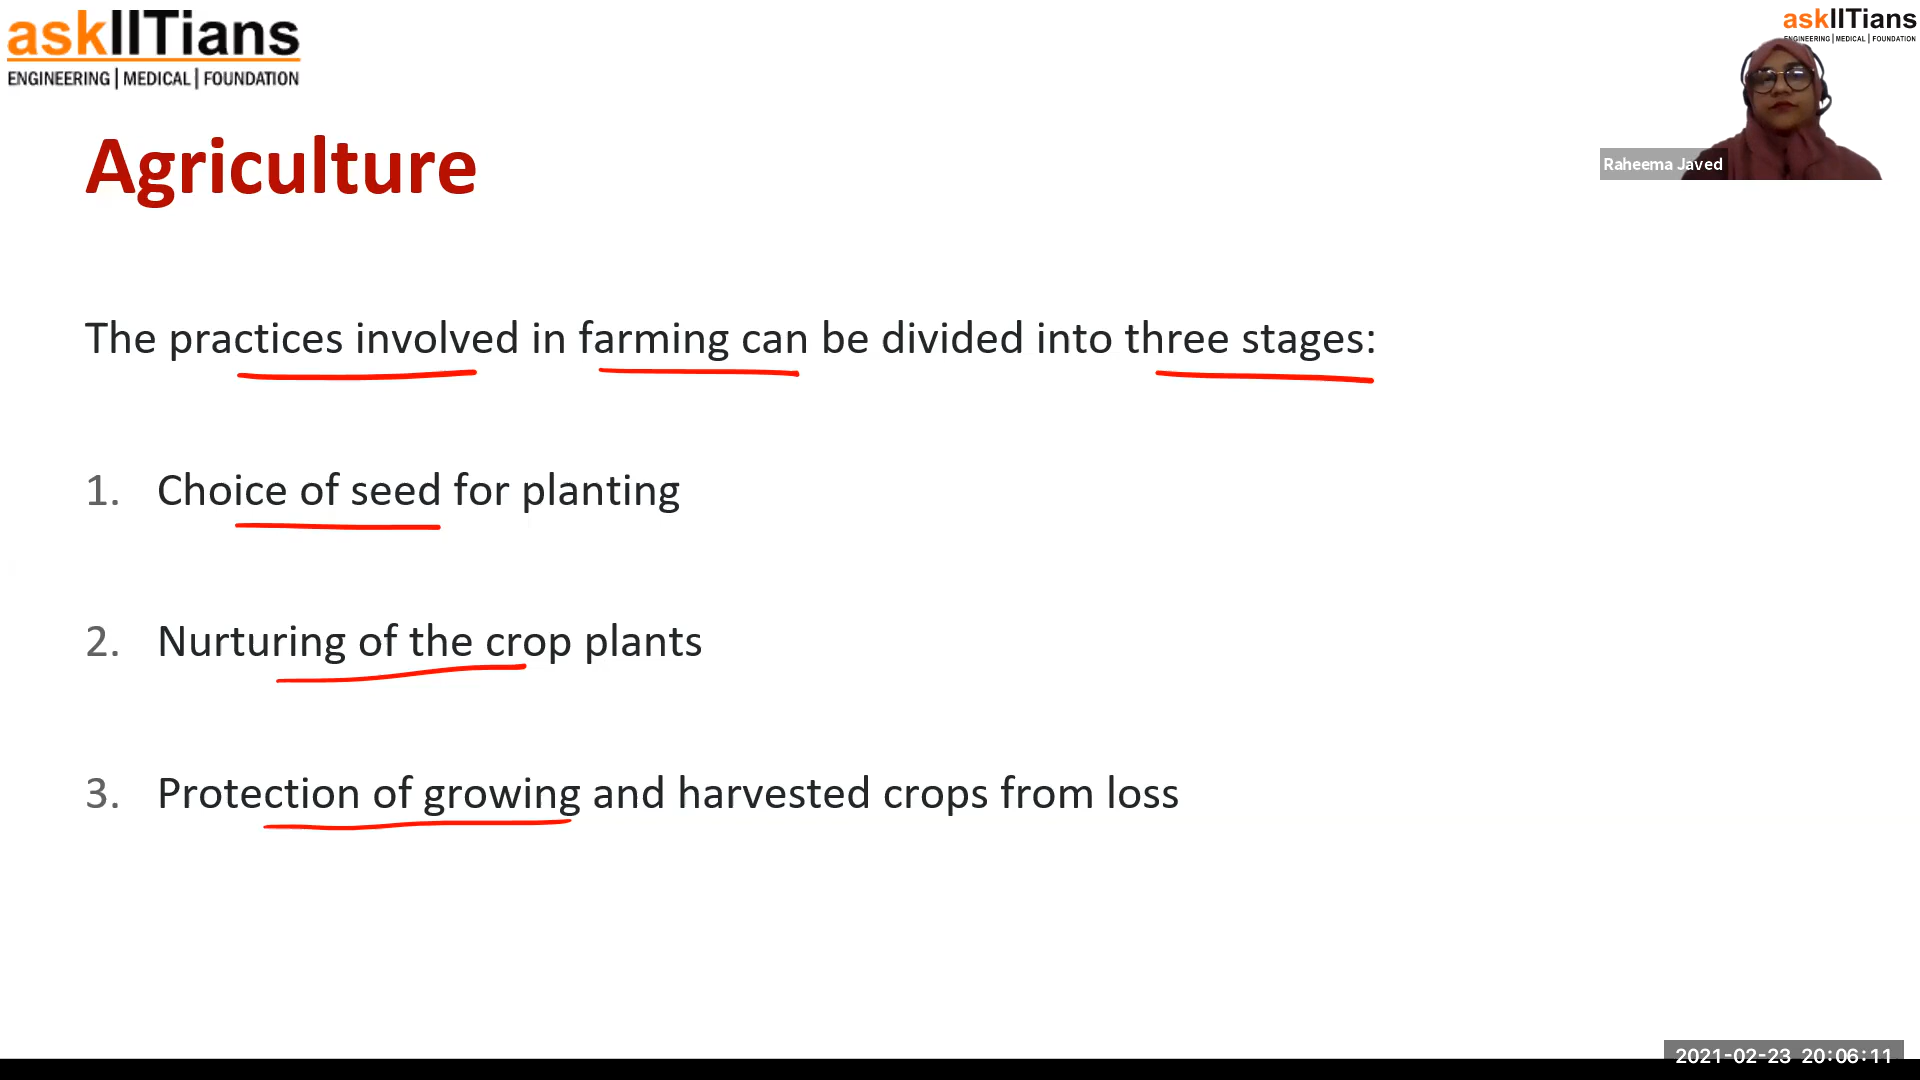 askIITians
ENGINEERING | MEDICAL | FOUNDATION
askIITians
ENGINEERING | MEDICAL | FOUNDATION
Raheema Javed
Agriculture
The practices involved in farming can be divided into three stages:
1. Choice of seed for planting
2. Nurturing of the crop plants
3. Protection of growing and harvested crops from loss
2021-02-23 20:06:11